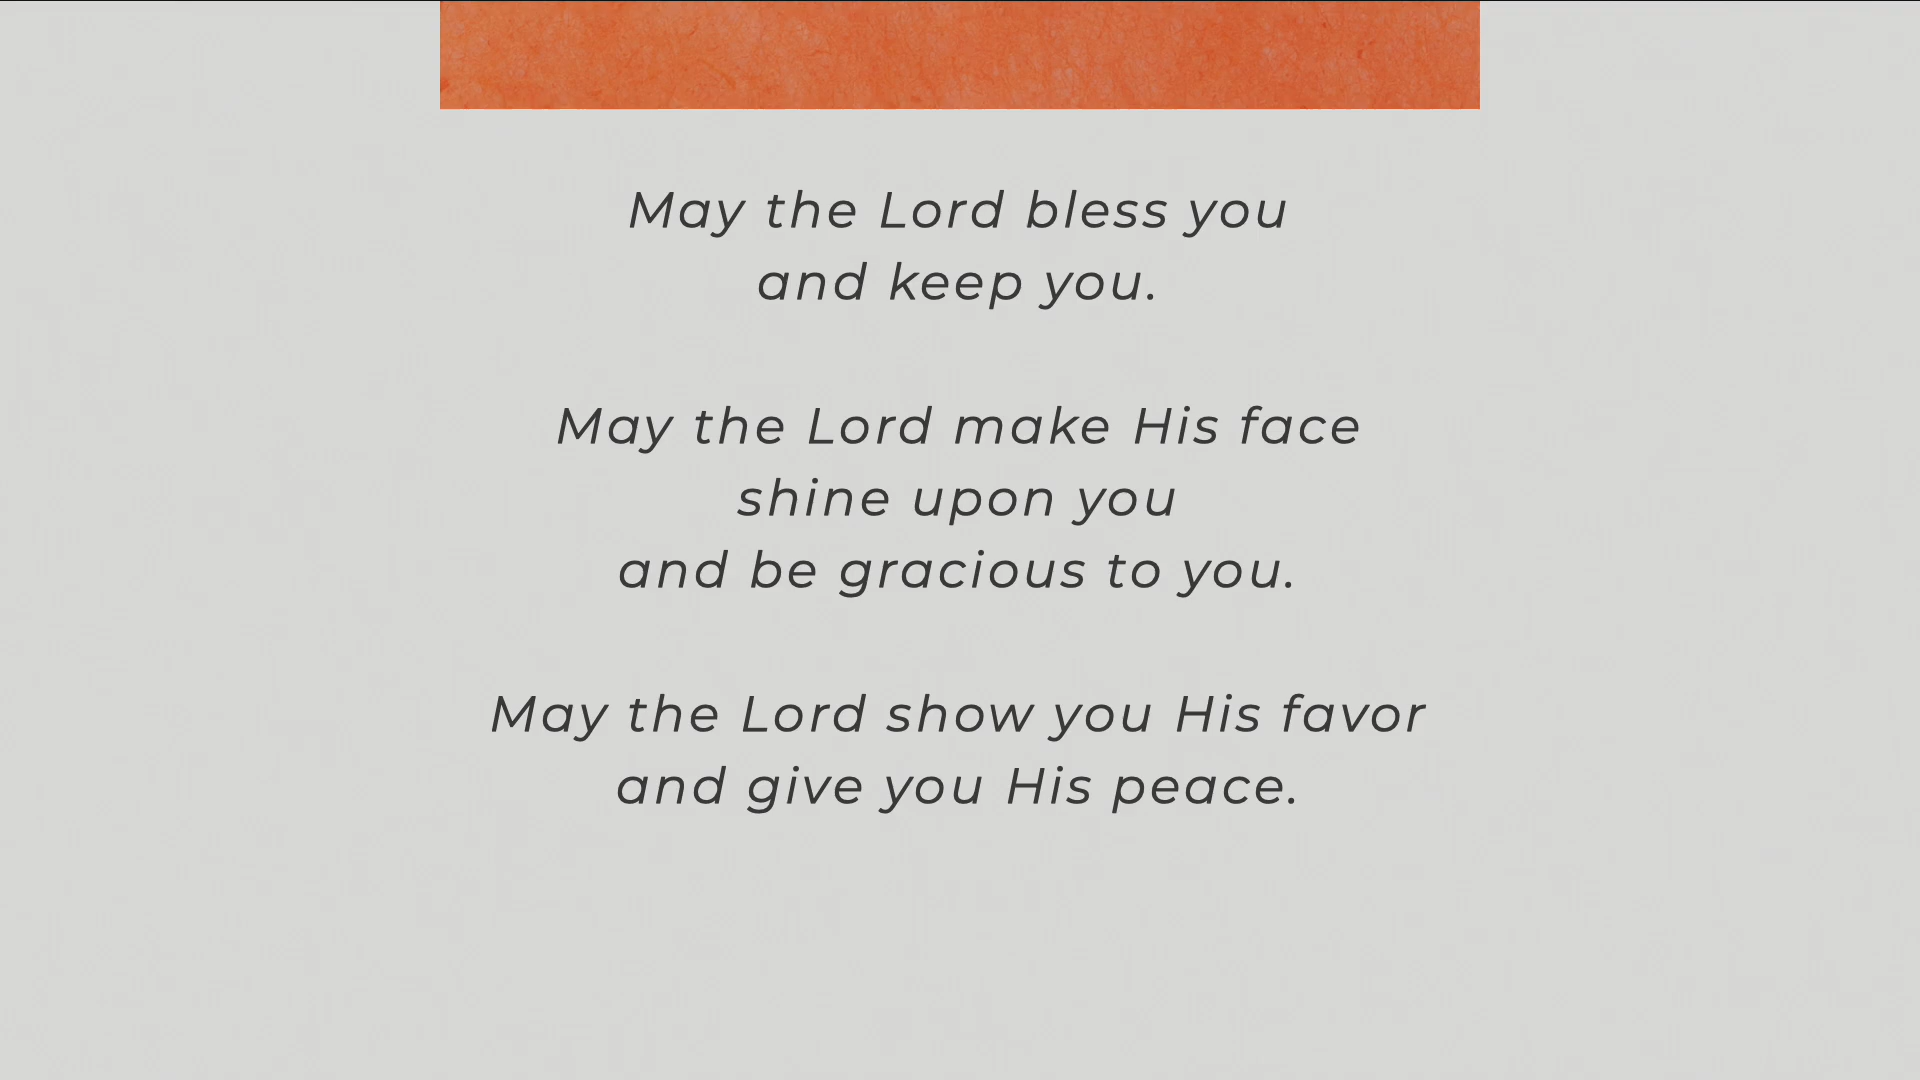 May the Lord bless you
and keep you.
May the Lord make His face
shine upon you
and be gracious to you.
May the Lord show you His favor
and give you His peace.